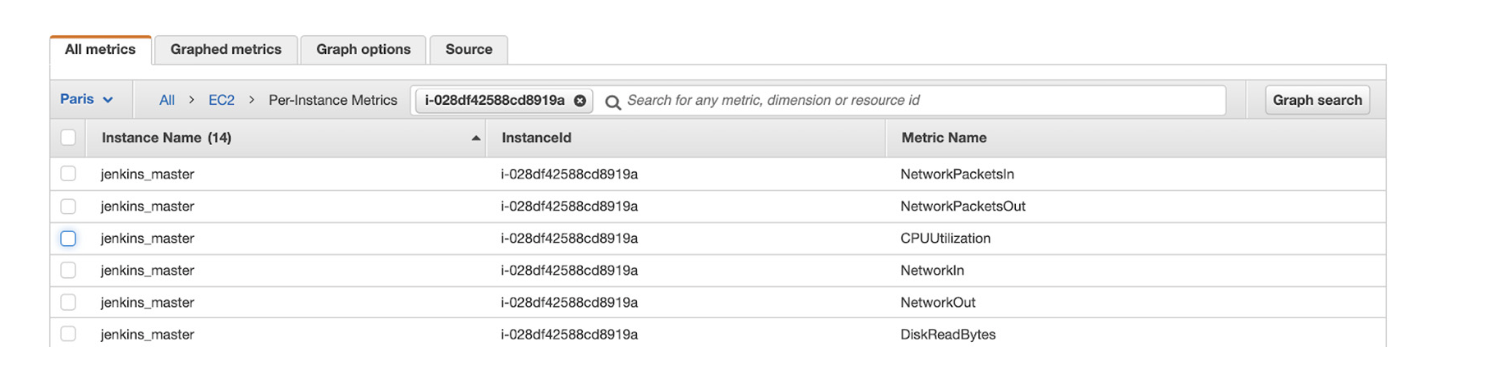 All metrics Graphed metrics Graph options Source
Paris All > EC2 > Per-Instance Metrics i-028df42588cd8919a Search for any metric, dimension or resource id Graph search
Instance Name (14) InstanceId Metric Name
jenkins_master i-028df42588cd8919a NetworkPacketsIn
jenkins_master i-028df42588cd8919a NetworkPacketsOut
jenkins_master i-028df42588cd8919a CPUUtilization
jenkins_master i-028df42588cd8919a NetworkIn
jenkins_master i-028df42588cd8919a NetworkOut
jenkins_master i-028df42588cd8919a DiskReadBytes